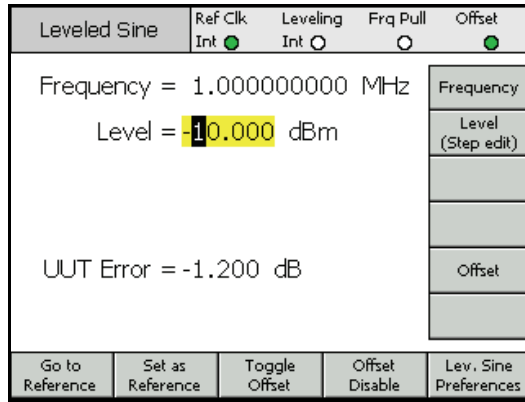 Leveled Sine
Ref Clk Leveling Frq Pull Offset
Int Int
Frequency = 1.000000000 MHz
Frequency
Level = -10.000 dBm
Level
(Step edit)
UUT Error = -1.200 dB
Offset
Go to Reference
Set as Reference
Toggle Offset
Offset Disable
Lev. Sine Preferences